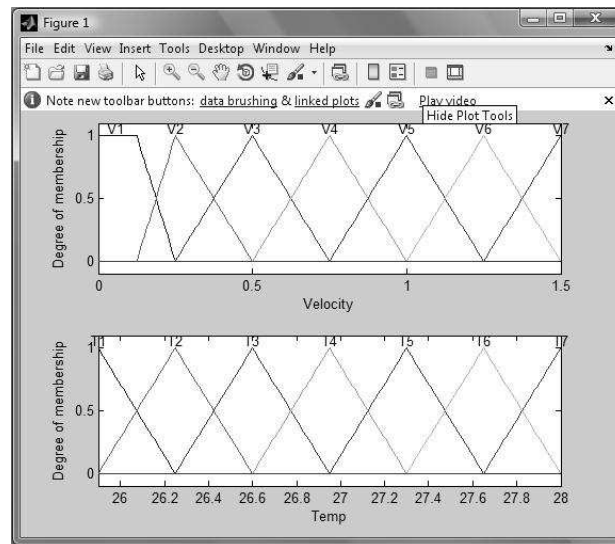 Figure 1
File Edit View Insert Tools Desktop Window Help
Note new toolbar buttons: data brushing & linked plots Play video
Hide Plot Tools
V1 V2 V3 V4 V5 V6 V7
1
0.5
0
Degree of membership
0 0.5 1 1.5
Velocity
T1 T2 T3 T4 T5 T6 T7
1
0.5
0
Degree of membership
26 26.2 26.4 26.6 26.8 27 27.2 27.4 27.6 27.8 28
Temp